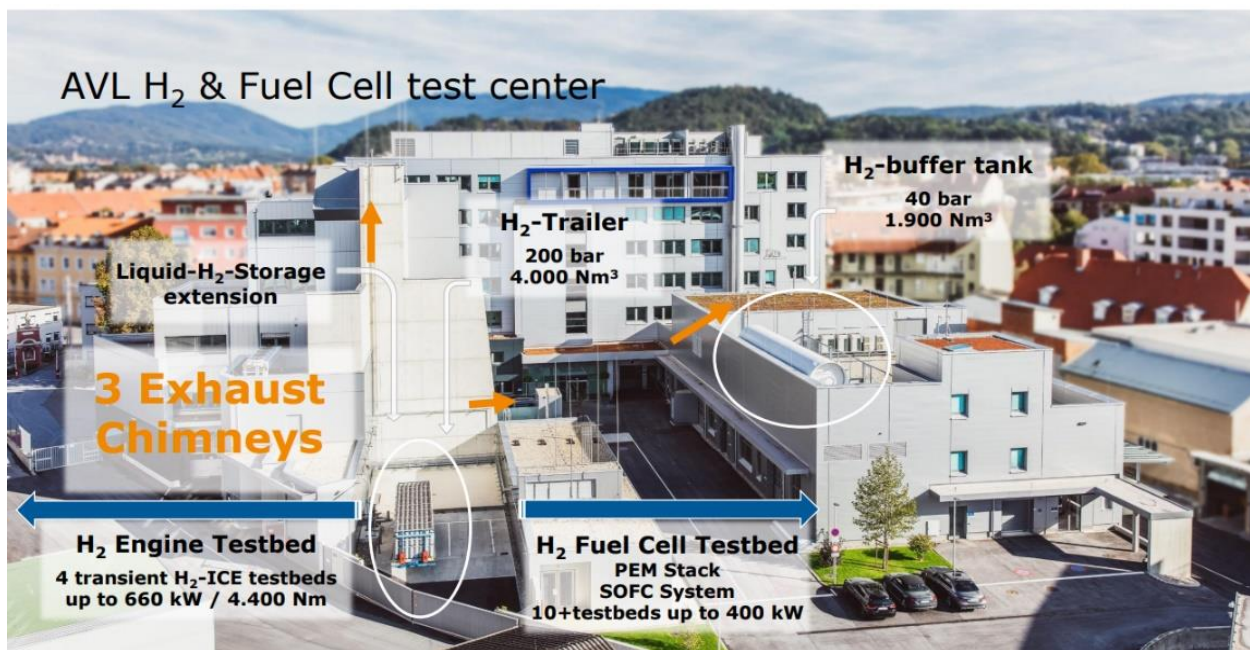 AVL H₂ & Fuel Cell test center
H₂-buffer tank
40 bar
1.900 Nm³
H₂-Trailer
200 bar
4.000 Nm³
Liquid-H₂-Storage
extension
3 Exhaust
Chimneys
H₂ Engine Testbed
4 transient H₂-ICE testbeds
up to 660 kW / 4.400 Nm
H₂ Fuel Cell Testbed
PEM Stack
SOFC System
10+testbeds up to 400 kW